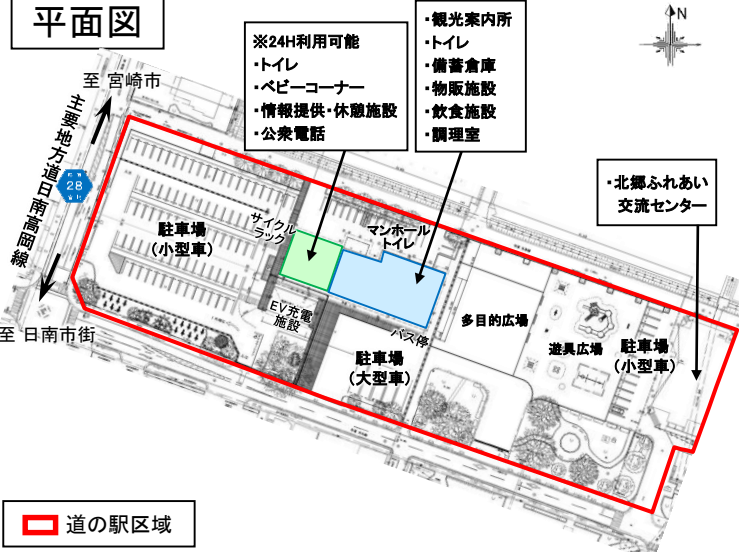 平面図
※24H利用可能
・トイレ
・ベビーコーナー
・情報提供・休憩施設
・公衆電話
・観光案内所
・トイレ
・備蓄倉庫
・物販施設
・飲食施設
・調理室
N
至 宮崎市
主要地方道日南高岡線
28
・北郷ふれあい
交流センター
駐車場
(小型車)
サイクル
ラック
マンホール
トイレ
EV充電
施設
バス停
駐車場
(大型車)
多目的広場
遊具広場
駐車場
(小型車)
至 日南市街
道の駅区域